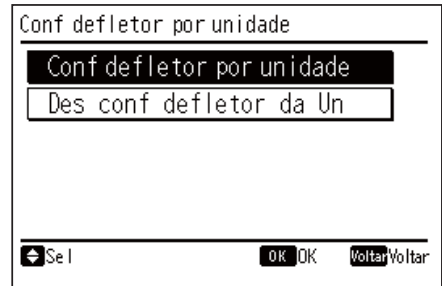 Conf defletor por unidade
Conf defletor por unidade
Des conf defletor da Un
Sel OK OK Voltar Voltar